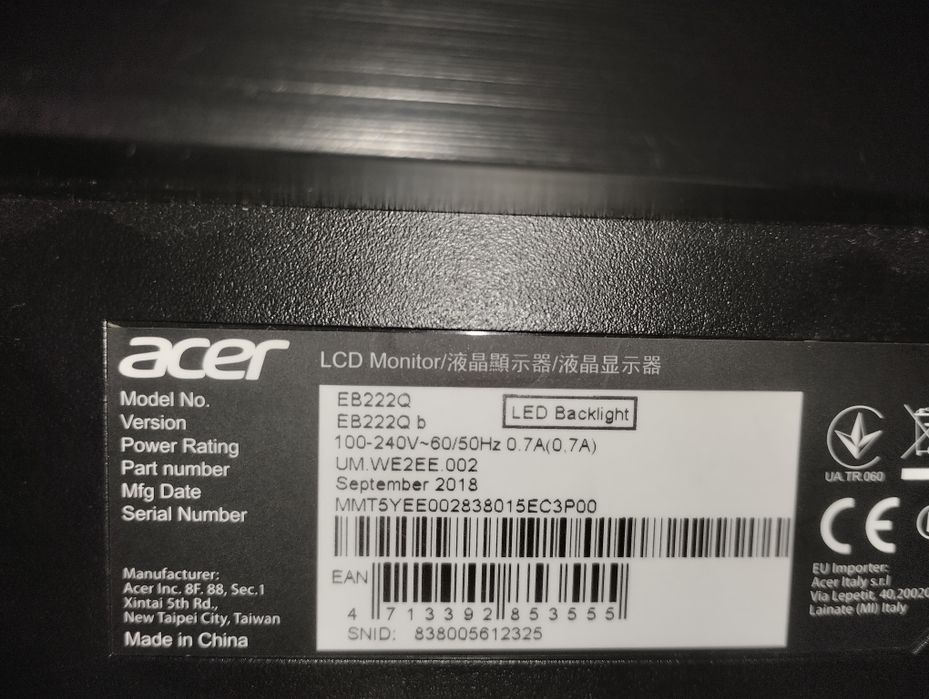 acer LCD Monitor/液晶顯示器/液晶显示器
Model No. EB222Q
Version EB222Q b
LED Backlight
Power Rating 100-240V~60/50Hz 0.7A(0.7A)
Part number UM.WE2EE.002
Mfg Date September 2018
Serial Number MMT5YEE002838015EC3P00
EAN
4 713392 853555
SNID: 838005612325
Manufacturer:
Acer Inc. 8F. 88, Sec.1
Xintai 5th Rd.,
New Taipei City, Taiwan
Made in China
UA.TR.060
CE
EU Importer:
Acer Italy s.r.l
Via Lepetit, 40,20020
Lainate (MI) Italy